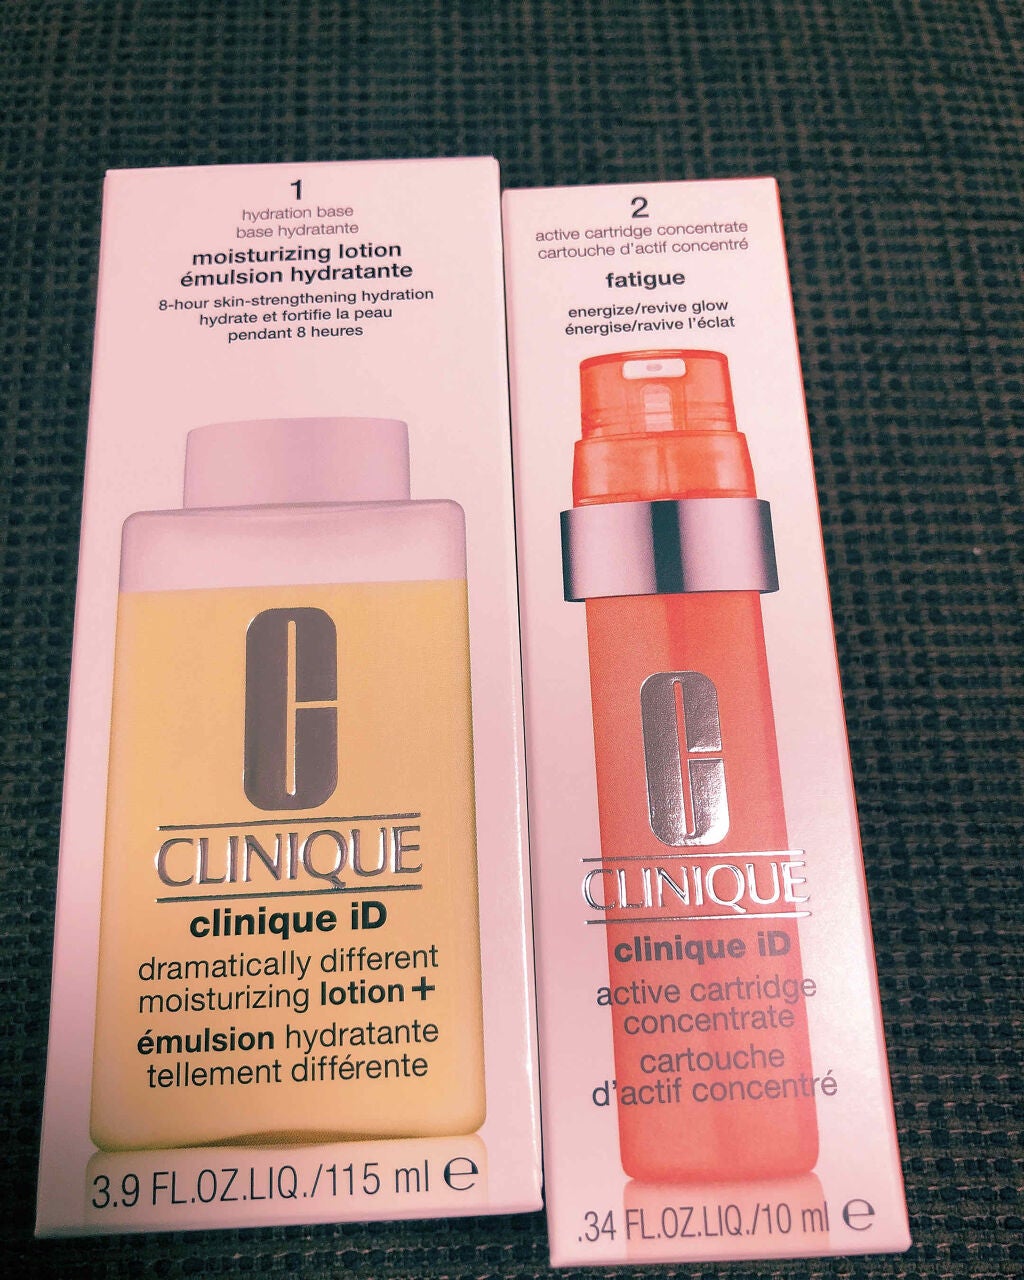 1
hydration base
base hydratante
moisturizing lotion
émulsion hydratante
8-hour skin-strengthening hydration
hydrate et fortifie la peau
pendant 8 heures
C
CLINIQUE
clinique iD
dramatically different
moisturizing lotion+
émulsion hydratante
tellement différente
3.9 FL.OZ.LIQ./115 ml ℮
2
active cartridge concentrate
cartouche d'actif concentré
fatigue
energize/revive glow
énergise/ravive l'éclat
C
CLINIQUE
clinique iD
active cartridge
concentrate
cartouche
d'actif concentré
.34 FL.OZ.LIQ./10 ml ℮